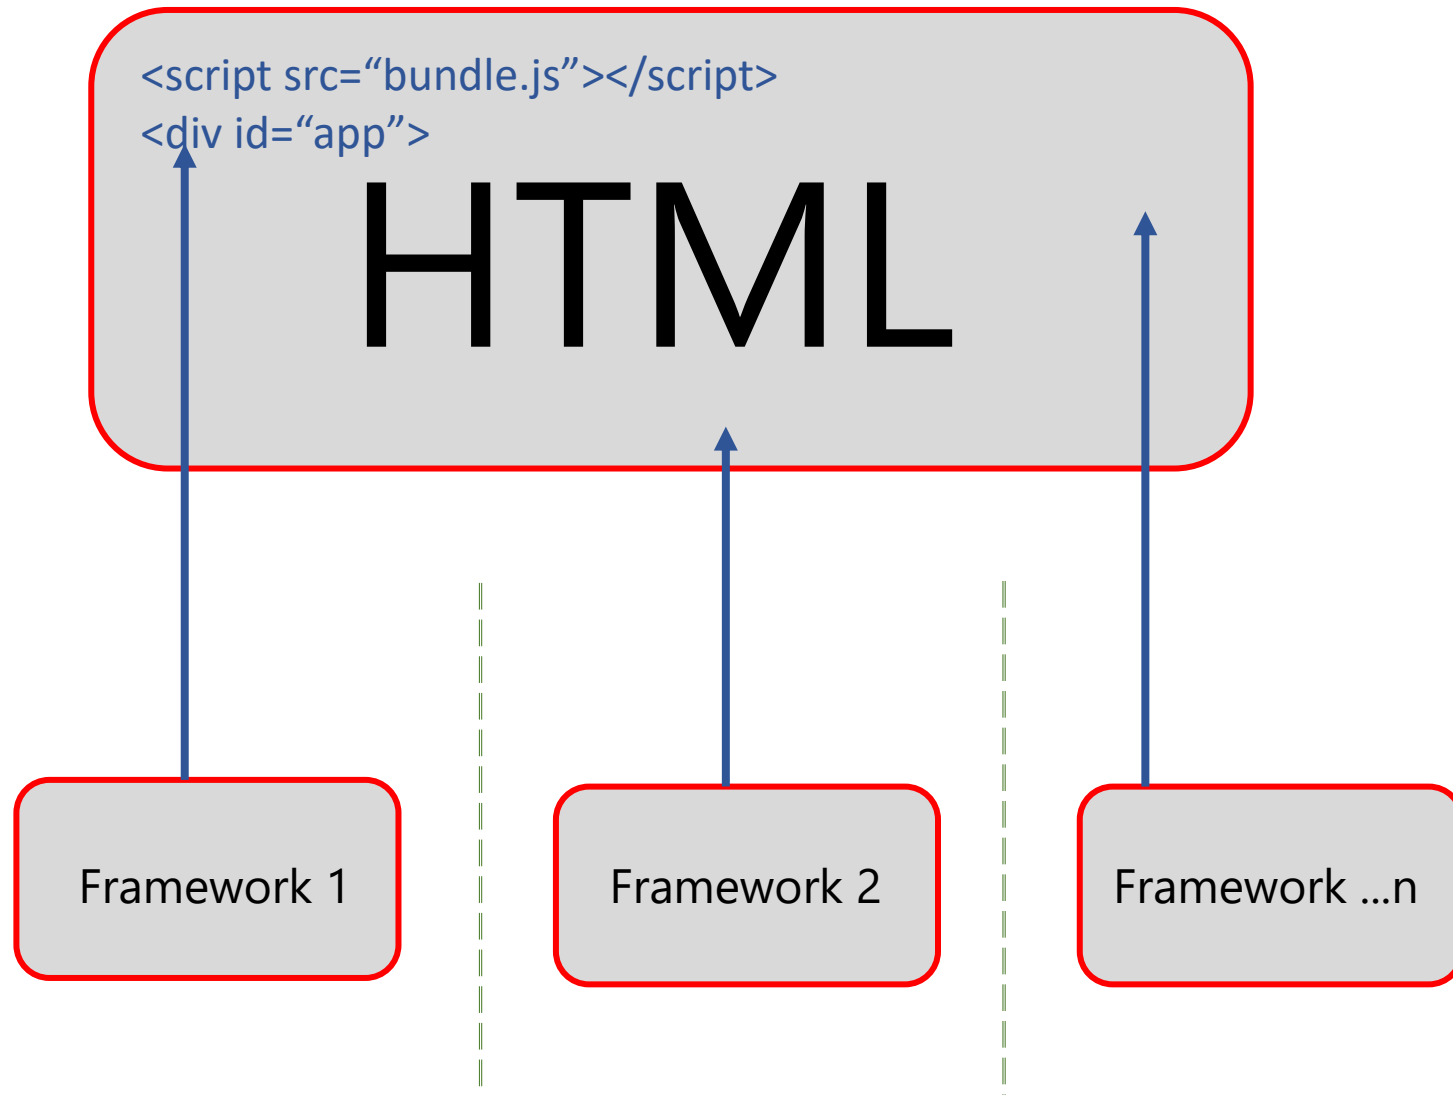 <script src=“bundle.js”></script>
<div id=“app”>
HTML
Framework 1
Framework 2
Framework ...n